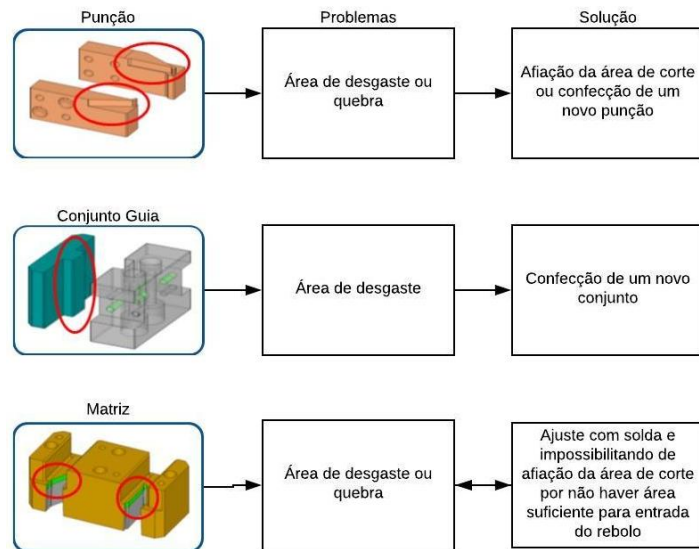 Punção
Problemas
Solução
Área de desgaste ou
quebra
Afiação da área de corte
ou confecção de um
novo punção
Conjunto Guia
Área de desgaste
Confecção de um novo
conjunto
Matriz
Área de desgaste ou
quebra
Ajuste com solda e
impossibilitando de
afiação da área de corte
por não haver área
suficiente para entrada
do rebolo